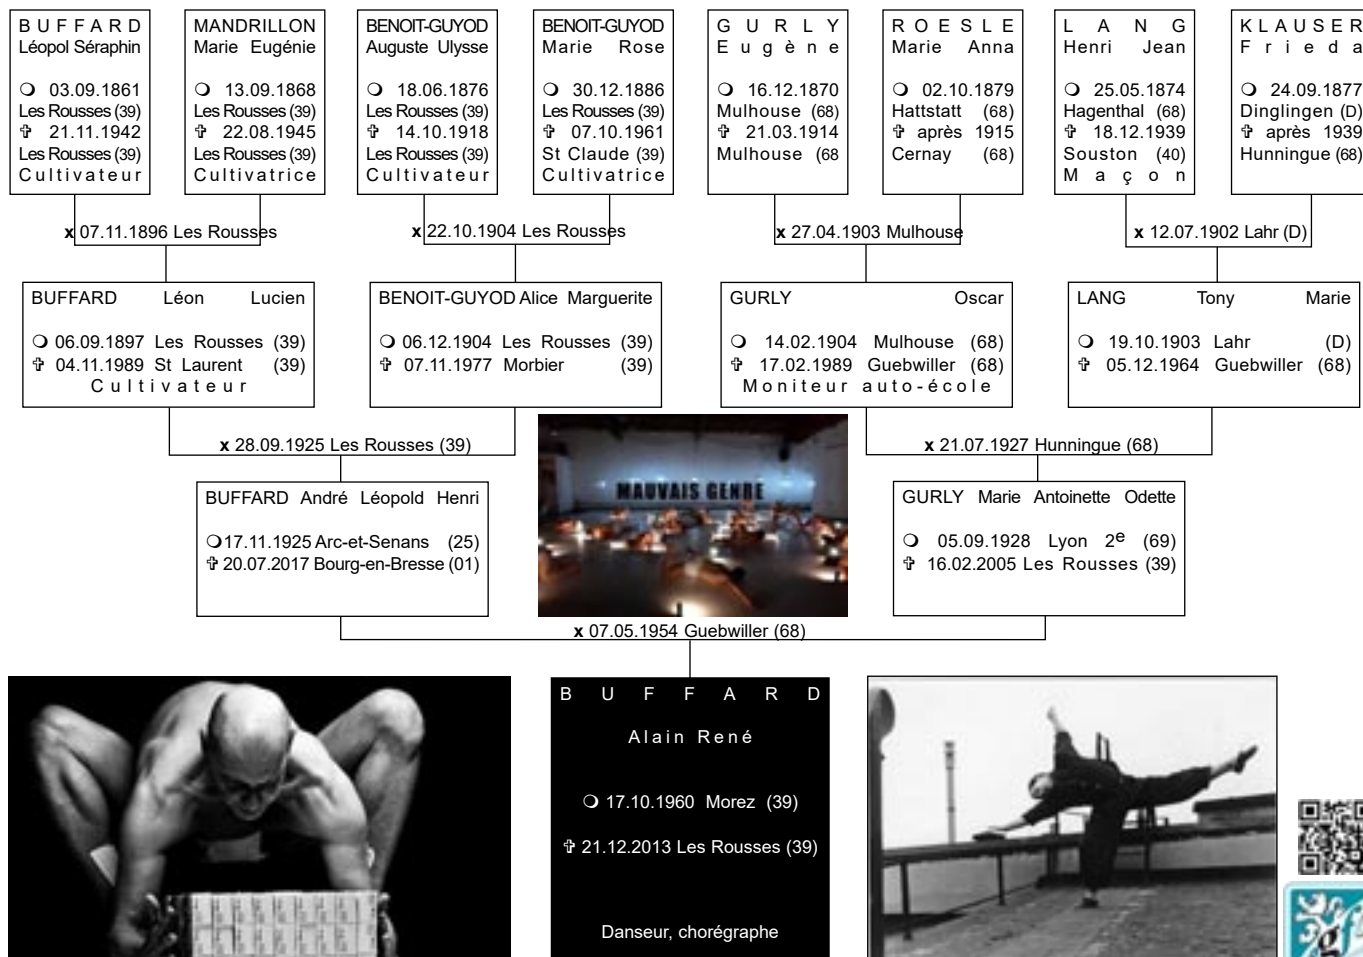 BUFFARD
Léopol Séraphin
❍ 03.09.1861
Les Rousses (39)
✞ 21.11.1942
Les Rousses (39)
Cultivateur
MANDRILLON
Marie Eugénie
❍ 13.09.1868
Les Rousses (39)
✞ 22.08.1945
Les Rousses (39)
Cultivatrice
BENOIT-GUYOD
Auguste Ulysse
❍ 18.06.1876
Les Rousses (39)
✞ 14.10.1918
Les Rousses (39)
Cultivateur
BENOIT-GUYOD
Marie Rose
❍ 30.12.1886
Les Rousses (39)
✞ 07.10.1961
St Claude (39)
Cultivatrice
GURLY
Eugène
❍ 16.12.1870
Mulhouse (68)
✞ 21.03.1914
Mulhouse (68
ROESLE
Marie Anna
❍ 02.10.1879
Hattstatt (68)
✞ après 1915
Cernay (68)
LANG
Henri Jean
❍ 25.05.1874
Hagenthal (68)
✞ 18.12.1939
Souston (40)
Maçon
KLAUSER
Frieda
❍ 24.09.1877
Dinglingen (D)
✞ après 1939
Hunningue (68)
x 07.11.1896 Les Rousses
x 22.10.1904 Les Rousses
x 27.04.1903 Mulhouse
x 12.07.1902 Lahr (D)
BUFFARD Léon Lucien
❍ 06.09.1897 Les Rousses (39)
✞ 04.11.1989 St Laurent (39)
Cultivateur
BENOIT-GUYOD Alice Marguerite
❍ 06.12.1904 Les Rousses (39)
✞ 07.11.1977 Morbier (39)
GURLY Oscar
❍ 14.02.1904 Mulhouse (68)
✞ 17.02.1989 Guebwiller (68)
Moniteur auto-école
LANG Tony Marie
❍ 19.10.1903 Lahr (D)
✞ 05.12.1964 Guebwiller (68)
x 28.09.1925 Les Rousses (39)
x 21.07.1927 Hunningue (68)
MAUVAIS GENRE
BUFFARD André Léopold Henri
❍ 17.11.1925 Arc-et-Senans (25)
✞ 20.07.2017 Bourg-en-Bresse (01)
GURLY Marie Antoinette Odette
❍ 05.09.1928 Lyon 2e (69)
✞ 16.02.2005 Les Rousses (39)
x 07.05.1954 Guebwiller (68)
BUFFARD
Alain René
❍ 17.10.1960 Morez (39)
✞ 21.12.2013 Les Rousses (39)
Danseur, chorégraphe
gf